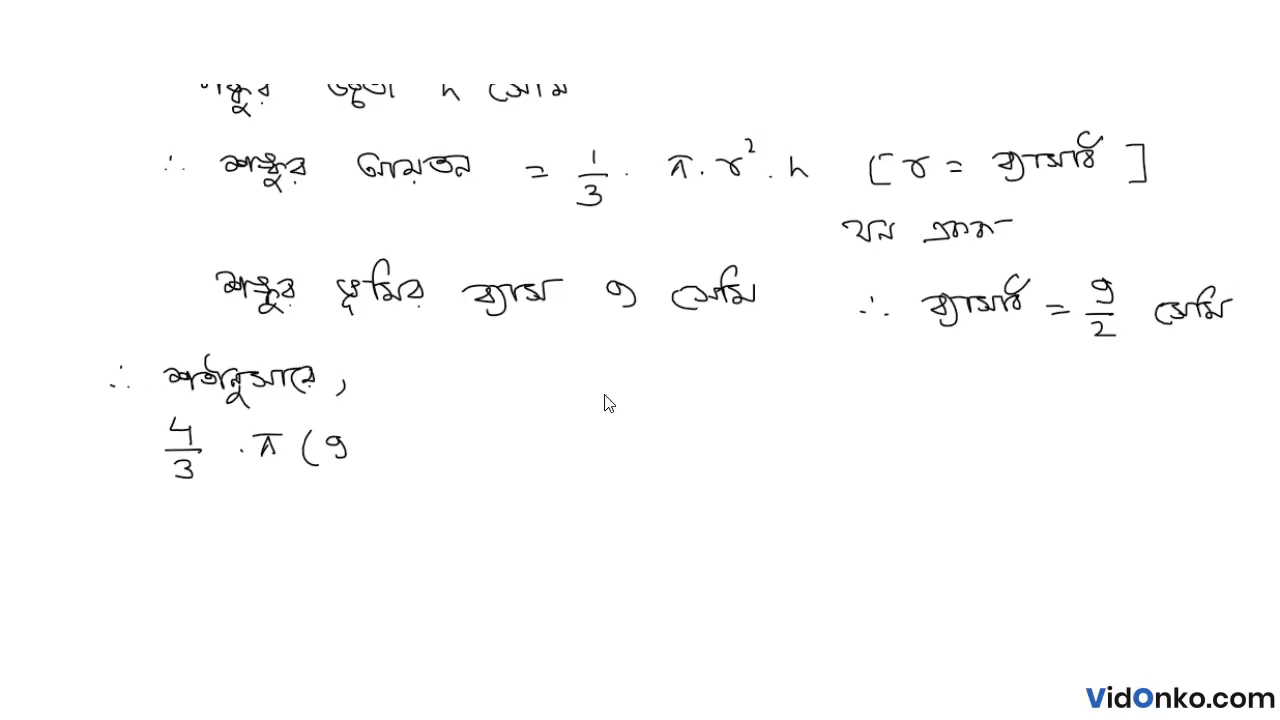 শঙ্কুর উচ্চতা h সেমি
∴ শঙ্কুর আয়তন = 1/3 · π · r² · h [ r = ব্যাসার্ধ ]
ঘন একক
শঙ্কুর ভূমির ব্যাস 9 সেমি ∴ ব্যাসার্ধ = 9/2 সেমি
∴ শর্তানুসারে,
4/3 · π (9
VidOnko.com